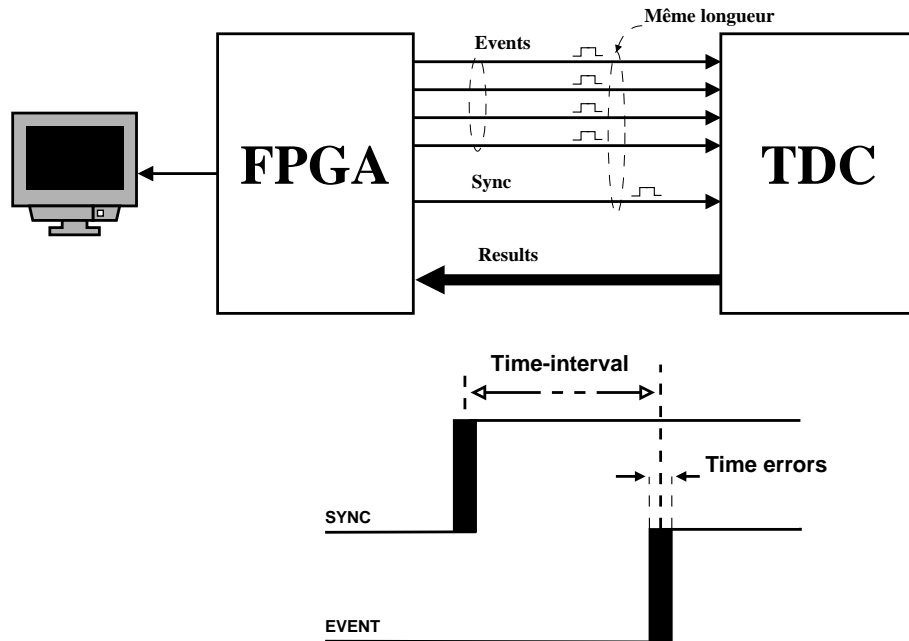 Même longueur
Events
FPGA
TDC
Sync
Results
Time-interval
Time errors
SYNC
EVENT